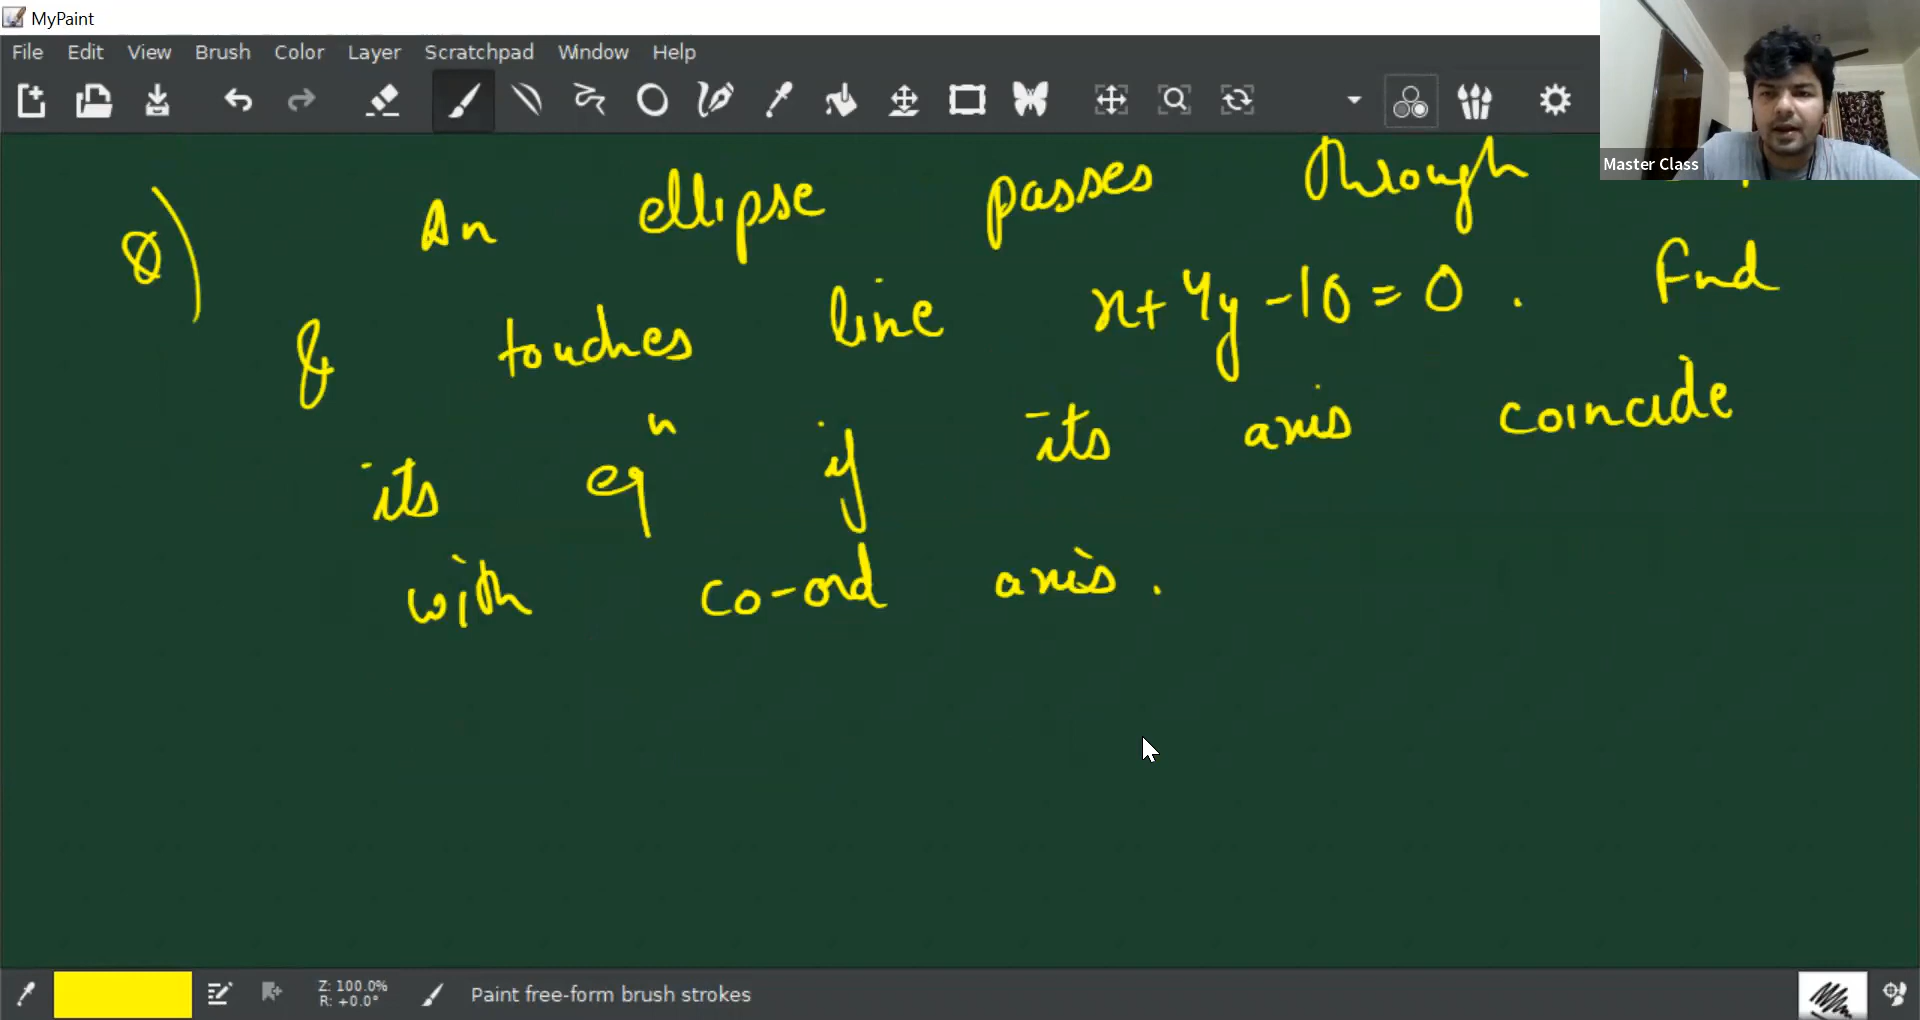 MyPaint
File Edit View Brush Color Layer Scratchpad Window Help
Master Class
Q) An ellipse passes through
& touches line x+4y-10=0. Find
its eqn if its axis coincide
with co-ord axis.
Z: 100.0%
R: +0.0°
Paint free-form brush strokes